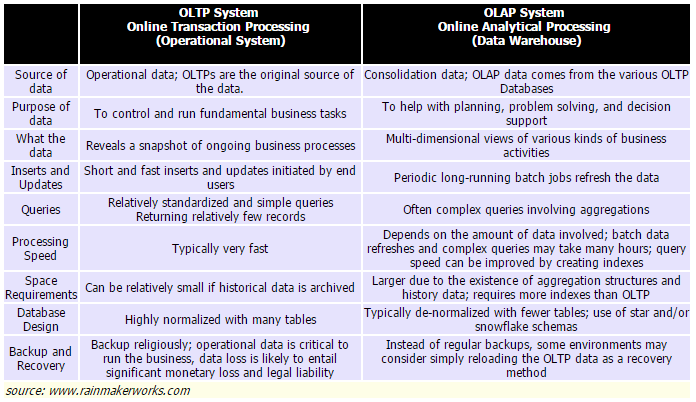 OLTP System
Online Transaction Processing
(Operational System)
OLAP System
Online Analytical Processing
(Data Warehouse)
Source of
data
Operational data; OLTPs are the original source of
the data.
Consolidation data; OLAP data comes from the various OLTP
Databases
Purpose of
data
To control and run fundamental business tasks
To help with planning, problem solving, and decision
support
What the
data
Reveals a snapshot of ongoing business processes
Multi-dimensional views of various kinds of business
activities
Inserts and
Updates
Short and fast inserts and updates initiated by end
users
Periodic long-running batch jobs refresh the data
Queries
Relatively standardized and simple queries
Returning relatively few records
Often complex queries involving aggregations
Processing
Speed
Typically very fast
Depends on the amount of data involved; batch data
refreshes and complex queries may take many hours; query
speed can be improved by creating indexes
Space
Requirements
Can be relatively small if historical data is archived
Larger due to the existence of aggregation structures and
history data; requires more indexes than OLTP
Database
Design
Highly normalized with many tables
Typically de-normalized with fewer tables; use of star and/or
snowflake schemas
Backup and
Recovery
Backup religiously; operational data is critical to
run the business, data loss is likely to entail
significant monetary loss and legal liability
Instead of regular backups, some environments may
consider simply reloading the OLTP data as a recovery
method
source: www.rainmakerworks.com